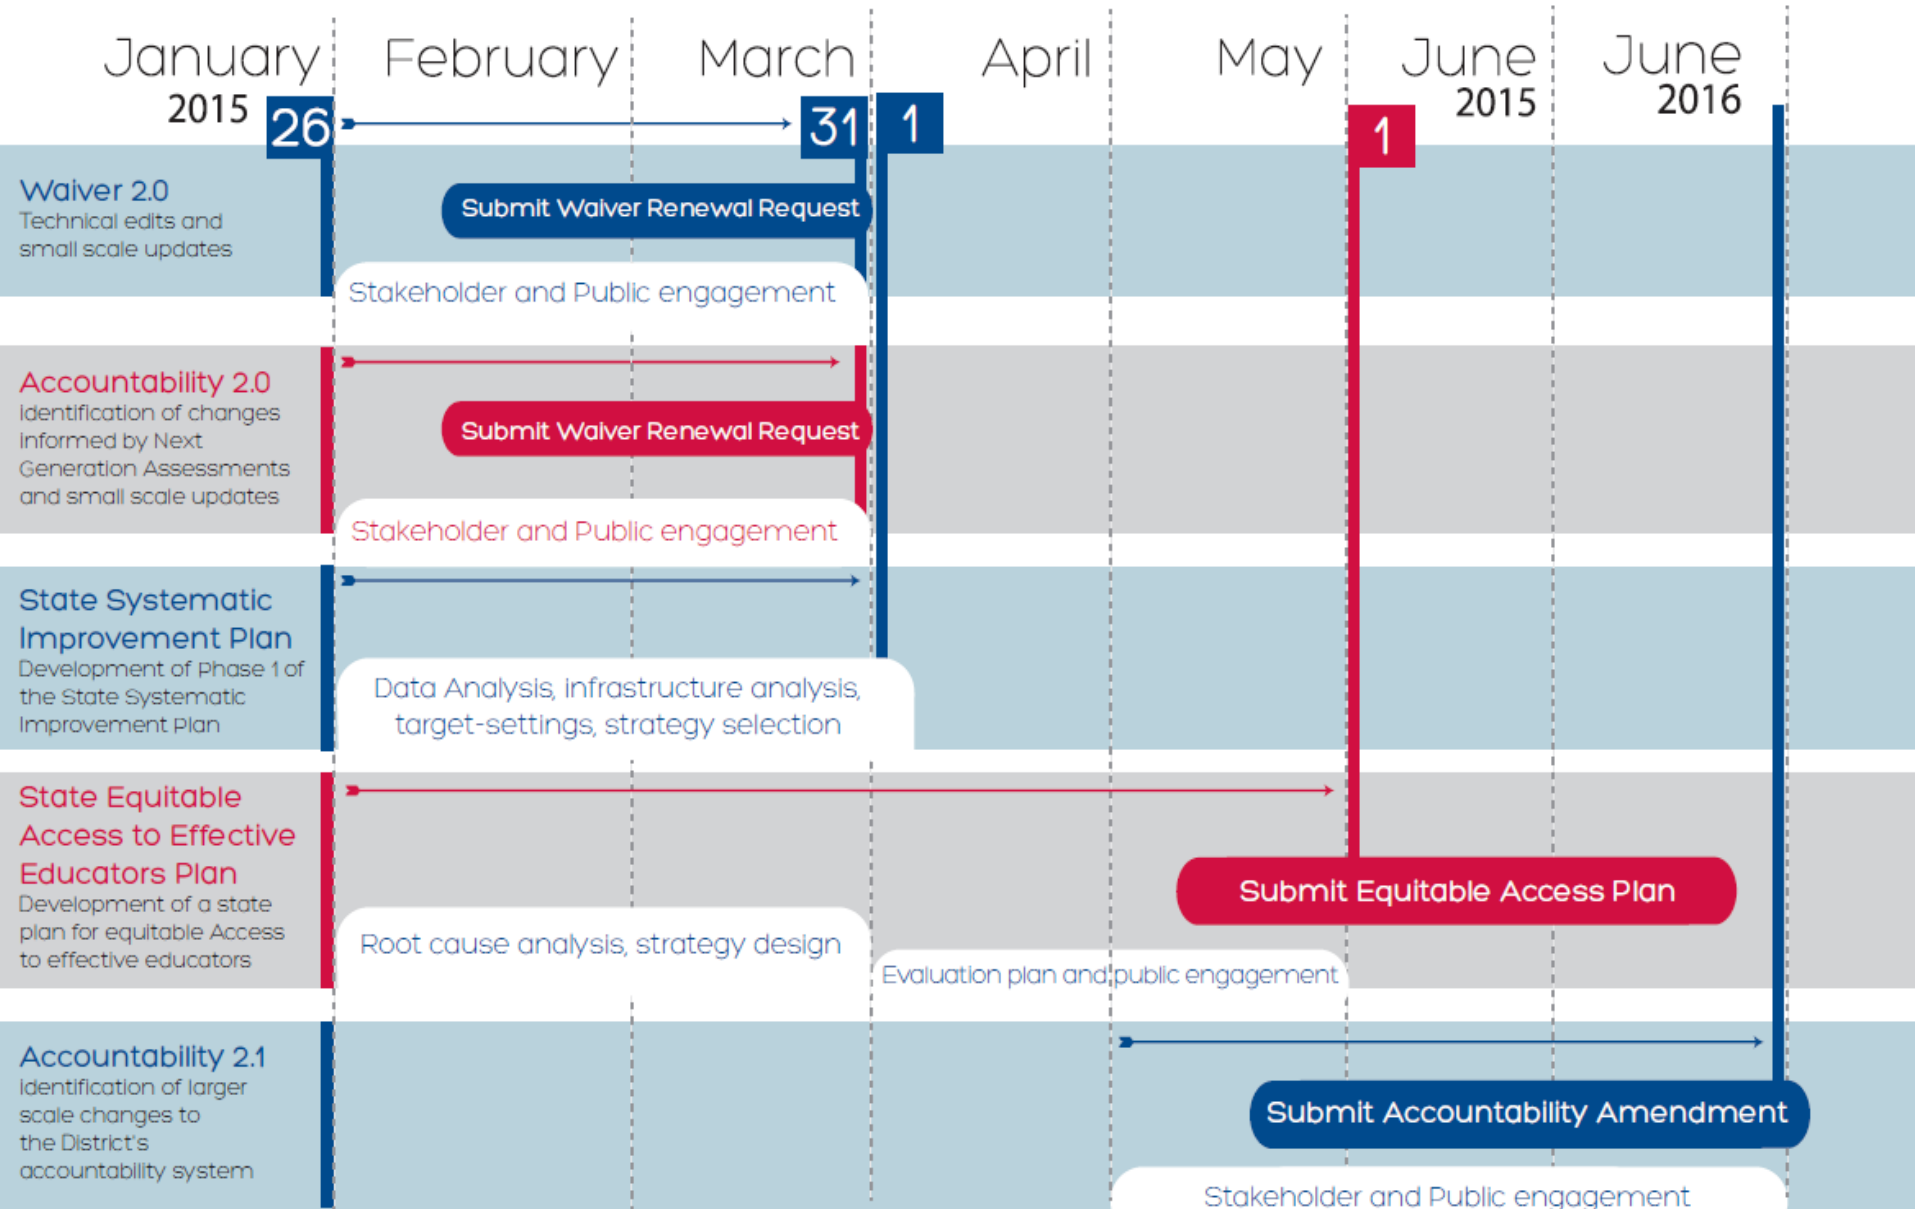 January
2015
February
March
April
May
June
2015
June
2016
26
31
1
1
Waiver 2.0
Technical edits and
small scale updates
Submit Waiver Renewal Request
Stakeholder and Public engagement
Accountability 2.0
Identification of changes
informed by Next
Generation Assessments
and small scale updates
Submit Waiver Renewal Request
Stakeholder and Public engagement
State Systematic
Improvement Plan
Development of Phase 1 of
the State Systematic
Improvement Plan
Data Analysis, infrastructure analysis,
target-settings, strategy selection
State Equitable
Access to Effective
Educators Plan
Development of a state
plan for equitable Access
to effective educators
Submit Equitable Access Plan
Root cause analysis, strategy design
Evaluation plan and public engagement
Accountability 2.1
Identification of larger
scale changes to
the District's
accountability system
Submit Accountability Amendment
Stakeholder and Public engagement